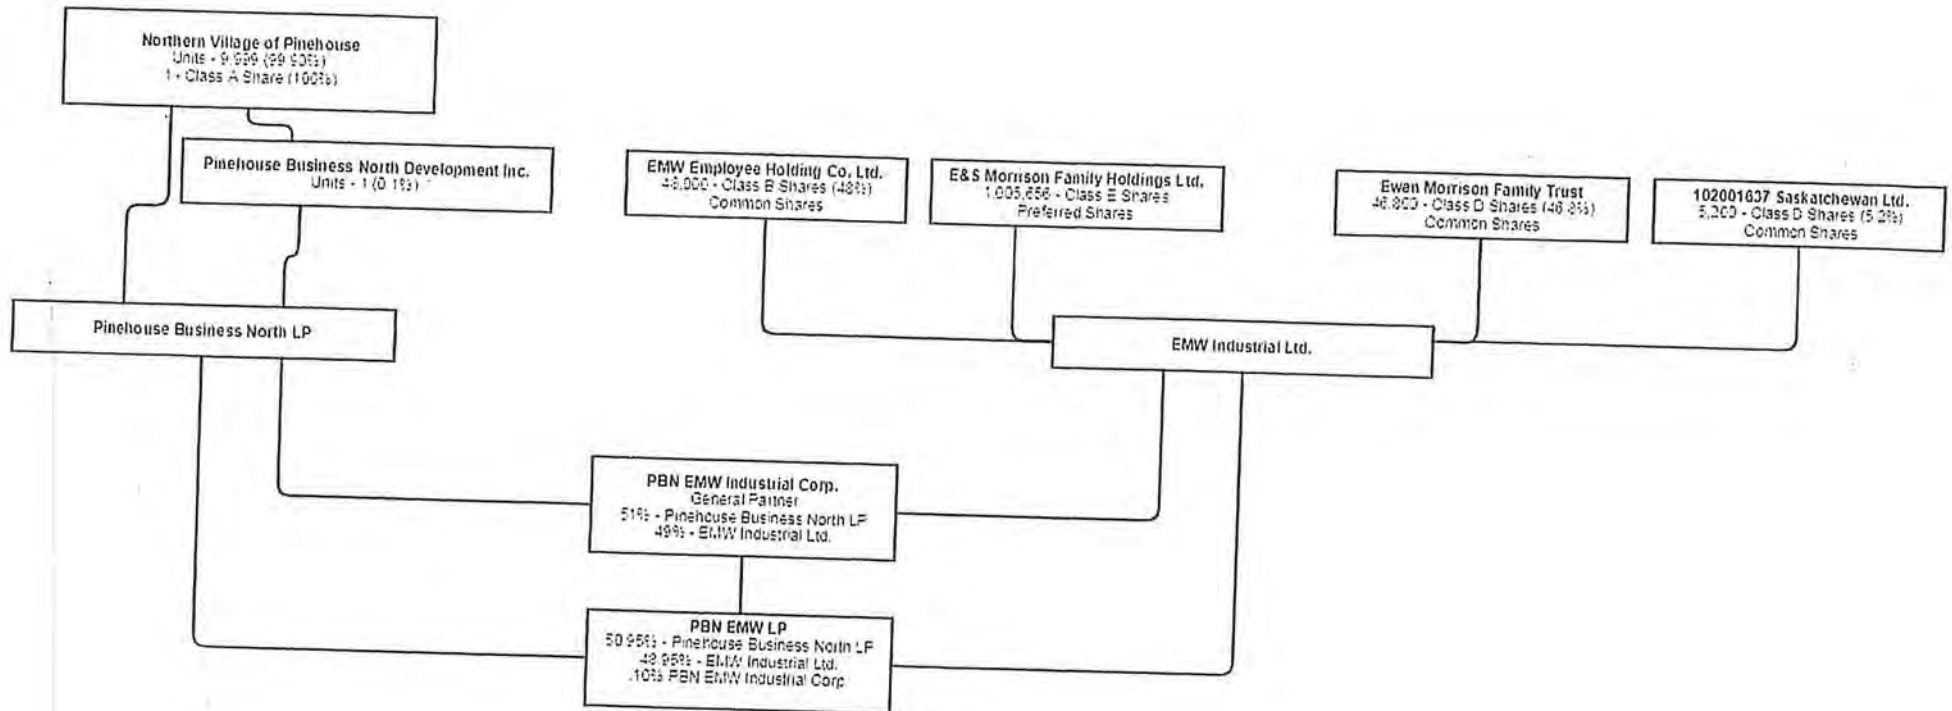 Northern Village of Pinehouse
Units - 9,999 (99.90%)
1 - Class A Share (100%)
Pinehouse Business North Development Inc.
Units - 1 (0.1%)
EMW Employee Holding Co. Ltd.
48,000 - Class B Shares (48%)
Common Shares
E&S Morrison Family Holdings Ltd.
1,005,656 - Class E Shares
Preferred Shares
Ewen Morrison Family Trust
46,800 - Class D Shares (46.8%)
Common Shares
102001637 Saskatchewan Ltd.
5,200 - Class D Shares (5.2%)
Common Shares
Pinehouse Business North LP
EMW Industrial Ltd.
PBN EMW Industrial Corp.
General Partner
51% - Pinehouse Business North LP
49% - EMW Industrial Ltd.
PBN EMW LP
50.95% - Pinehouse Business North LP
48.95% - EMW Industrial Ltd.
.10% PBN EMW Industrial Corp